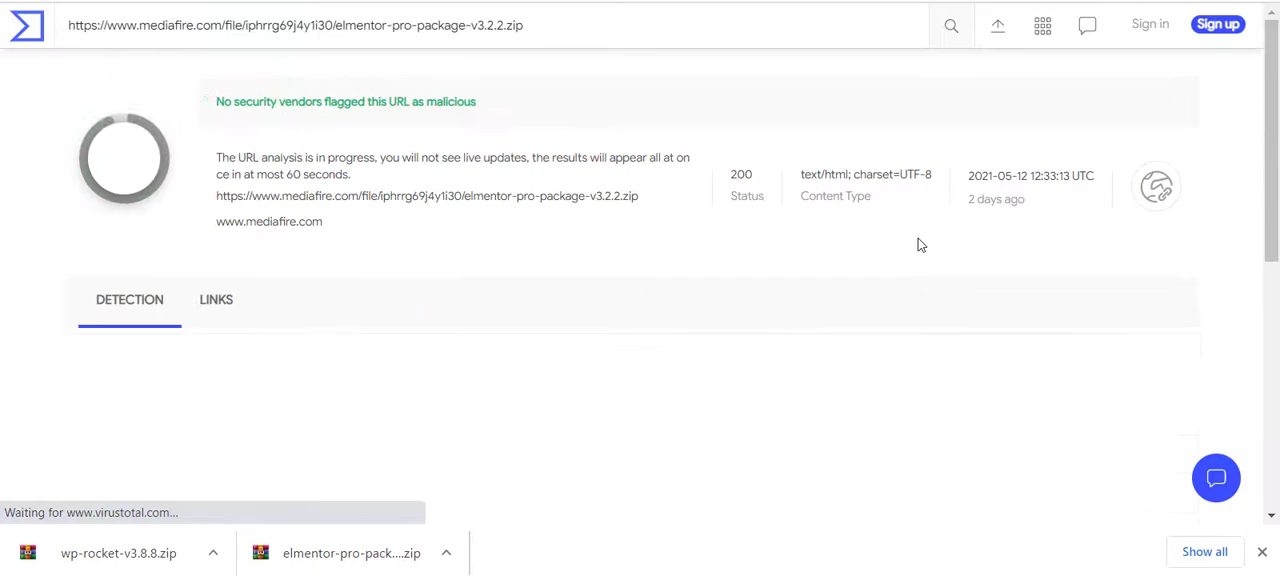 https://www.mediafire.com/file/iphrrg69j4y1i30/elmentor-pro-package-v3.2.2.zip
Sign in
Sign up
No security vendors flagged this URL as malicious
The URL analysis is in progress, you will not see live updates, the results will appear all at on
ce in at most 60 seconds.
https://www.mediafire.com/file/iphrrg69j4y1i30/elmentor-pro-package-v3.2.2.zip
www.mediafire.com
200
Status
text/html; charset=UTF-8
Content Type
2021-05-12 12:33:13 UTC
2 days ago
DETECTION
LINKS
Waiting for www.virustotal.com...
wp-rocket-v3.8.8.zip
elmentor-pro-pack....zip
Show all